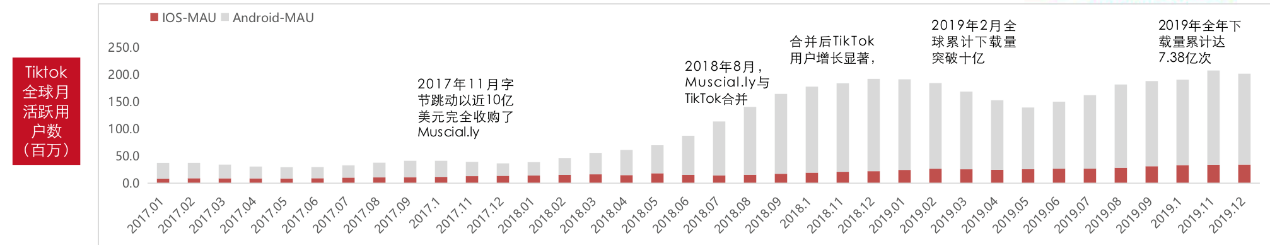 IOS-MAU Android-MAU
Tiktok
全球月
活跃用
户数
（百万）
250.0
200.0
150.0
100.0
50.0
0.0
2017年11月字
节跳动以近10亿
美元完全收购了
Muscial.ly
2018年8月，
Muscial.ly与
TikTok合并
合并后TikTok
用户增长显著，
2019年2月全
球累计下载量
突破十亿
2019年全年下
载量累计达
7.38亿次
2017.01
2017.02
2017.03
2017.04
2017.05
2017.06
2017.07
2017.08
2017.09
2017.1
2017.11
2017.12
2018.01
2018.02
2018.03
2018.04
2018.05
2018.06
2018.07
2018.08
2018.09
2018.1
2018.11
2018.12
2019.01
2019.02
2019.03
2019.04
2019.05
2019.06
2019.07
2019.08
2019.09
2019.1
2019.11
2019.12